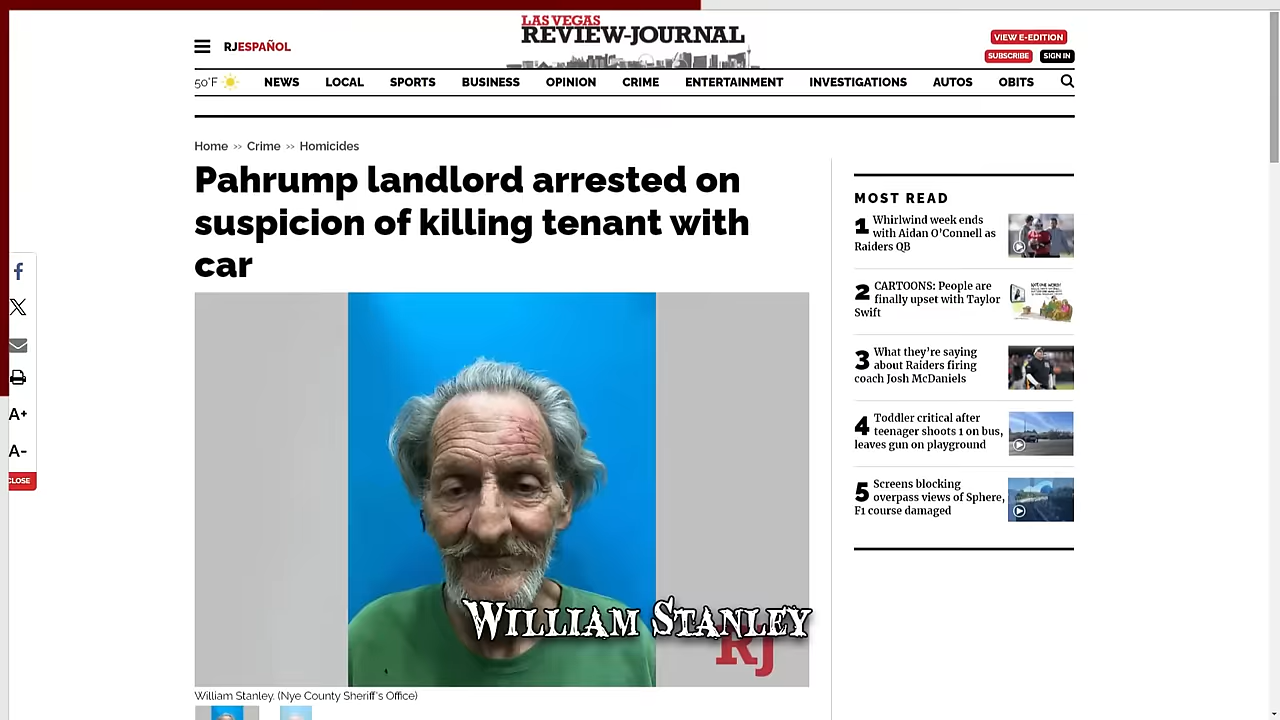 LAS VEGAS
REVIEW-JOURNAL
RJESPAÑOL
VIEW E-EDITION
SUBSCRIBE
SIGN IN
50°F
NEWS
LOCAL
SPORTS
BUSINESS
OPINION
CRIME
ENTERTAINMENT
INVESTIGATIONS
AUTOS
OBITS
Home >> Crime >> Homicides
Pahrump landlord arrested on
suspicion of killing tenant with
car
A+
A-
CLOSE
WILLIAM STANLEY
RJ
William Stanley. (Nye County Sheriff's Office)
MOST READ
1 Whirlwind week ends
with Aidan O'Connell as
Raiders QB
2 CARTOONS: People are
finally upset with Taylor
Swift
3 What they're saying
about Raiders firing
coach Josh McDaniels
4 Toddler critical after
teenager shoots 1 on bus,
leaves gun on playground
5 Screens blocking
overpass views of Sphere,
F1 course damaged